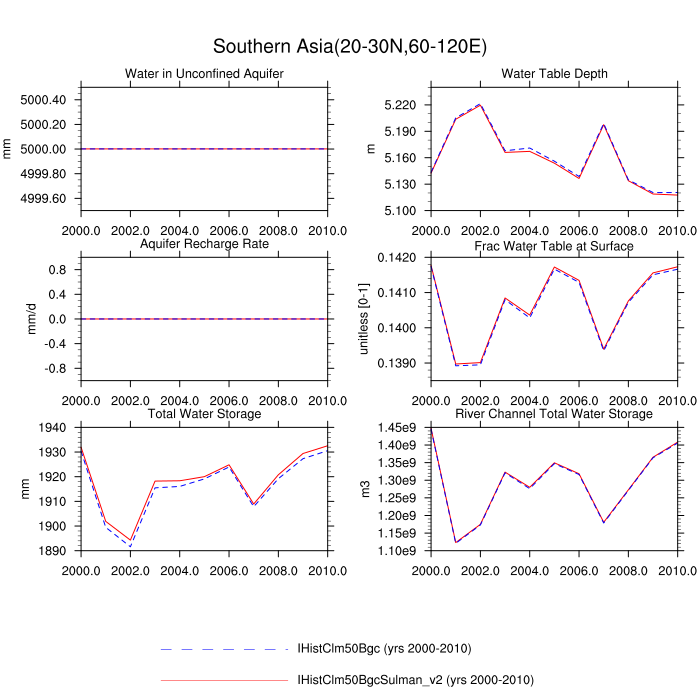 Southern Asia(20-30N,60-120E)
Water in Unconfined Aquifer
mm
5000.40
5000.20
5000.00
4999.80
4999.60
2000.0 2002.0 2004.0 2006.0 2008.0 2010.0
Water Table Depth
m
5.220
5.190
5.160
5.130
5.100
2000.0 2002.0 2004.0 2006.0 2008.0 2010.0
Aquifer Recharge Rate
mm/d
0.8
0.4
0.0
-0.4
-0.8
2000.0 2002.0 2004.0 2006.0 2008.0 2010.0
Frac Water Table at Surface
unitless [0-1]
0.1420
0.1410
0.1400
0.1390
2000.0 2002.0 2004.0 2006.0 2008.0 2010.0
Total Water Storage
mm
1940
1930
1920
1910
1900
1890
2000.0 2002.0 2004.0 2006.0 2008.0 2010.0
River Channel Total Water Storage
m3
1.45e9
1.40e9
1.35e9
1.30e9
1.25e9
1.20e9
1.15e9
1.10e9
2000.0 2002.0 2004.0 2006.0 2008.0 2010.0
IHistClm50Bgc (yrs 2000-2010)
IHistClm50BgcSulman_v2 (yrs 2000-2010)